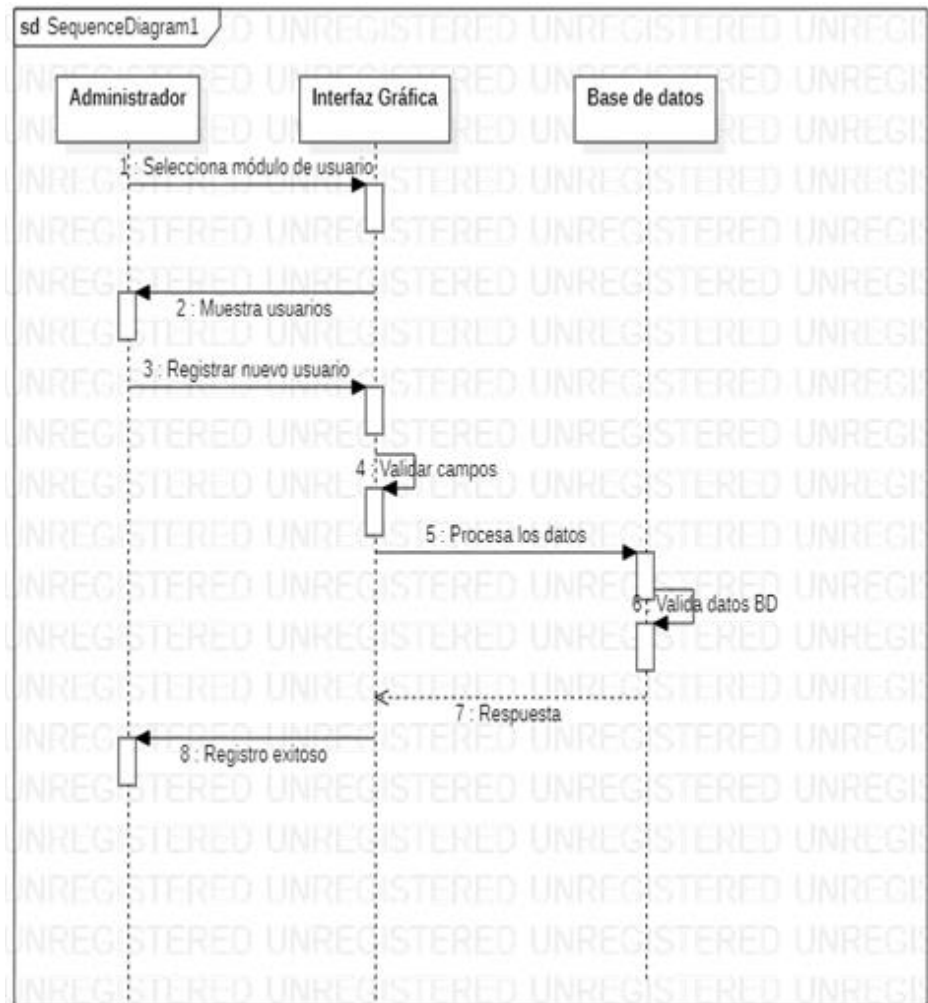 sd SequenceDiagram1
Administrador
Interfaz Gráfica
Base de datos
1 : Selecciona módulo de usuario
2 : Muestra usuarios
3 : Registrar nuevo usuario
4 : Validar campos
5 : Procesa los datos
6 : Valida datos BD
7 : Respuesta
8 : Registro exitoso
UNREGISTERED